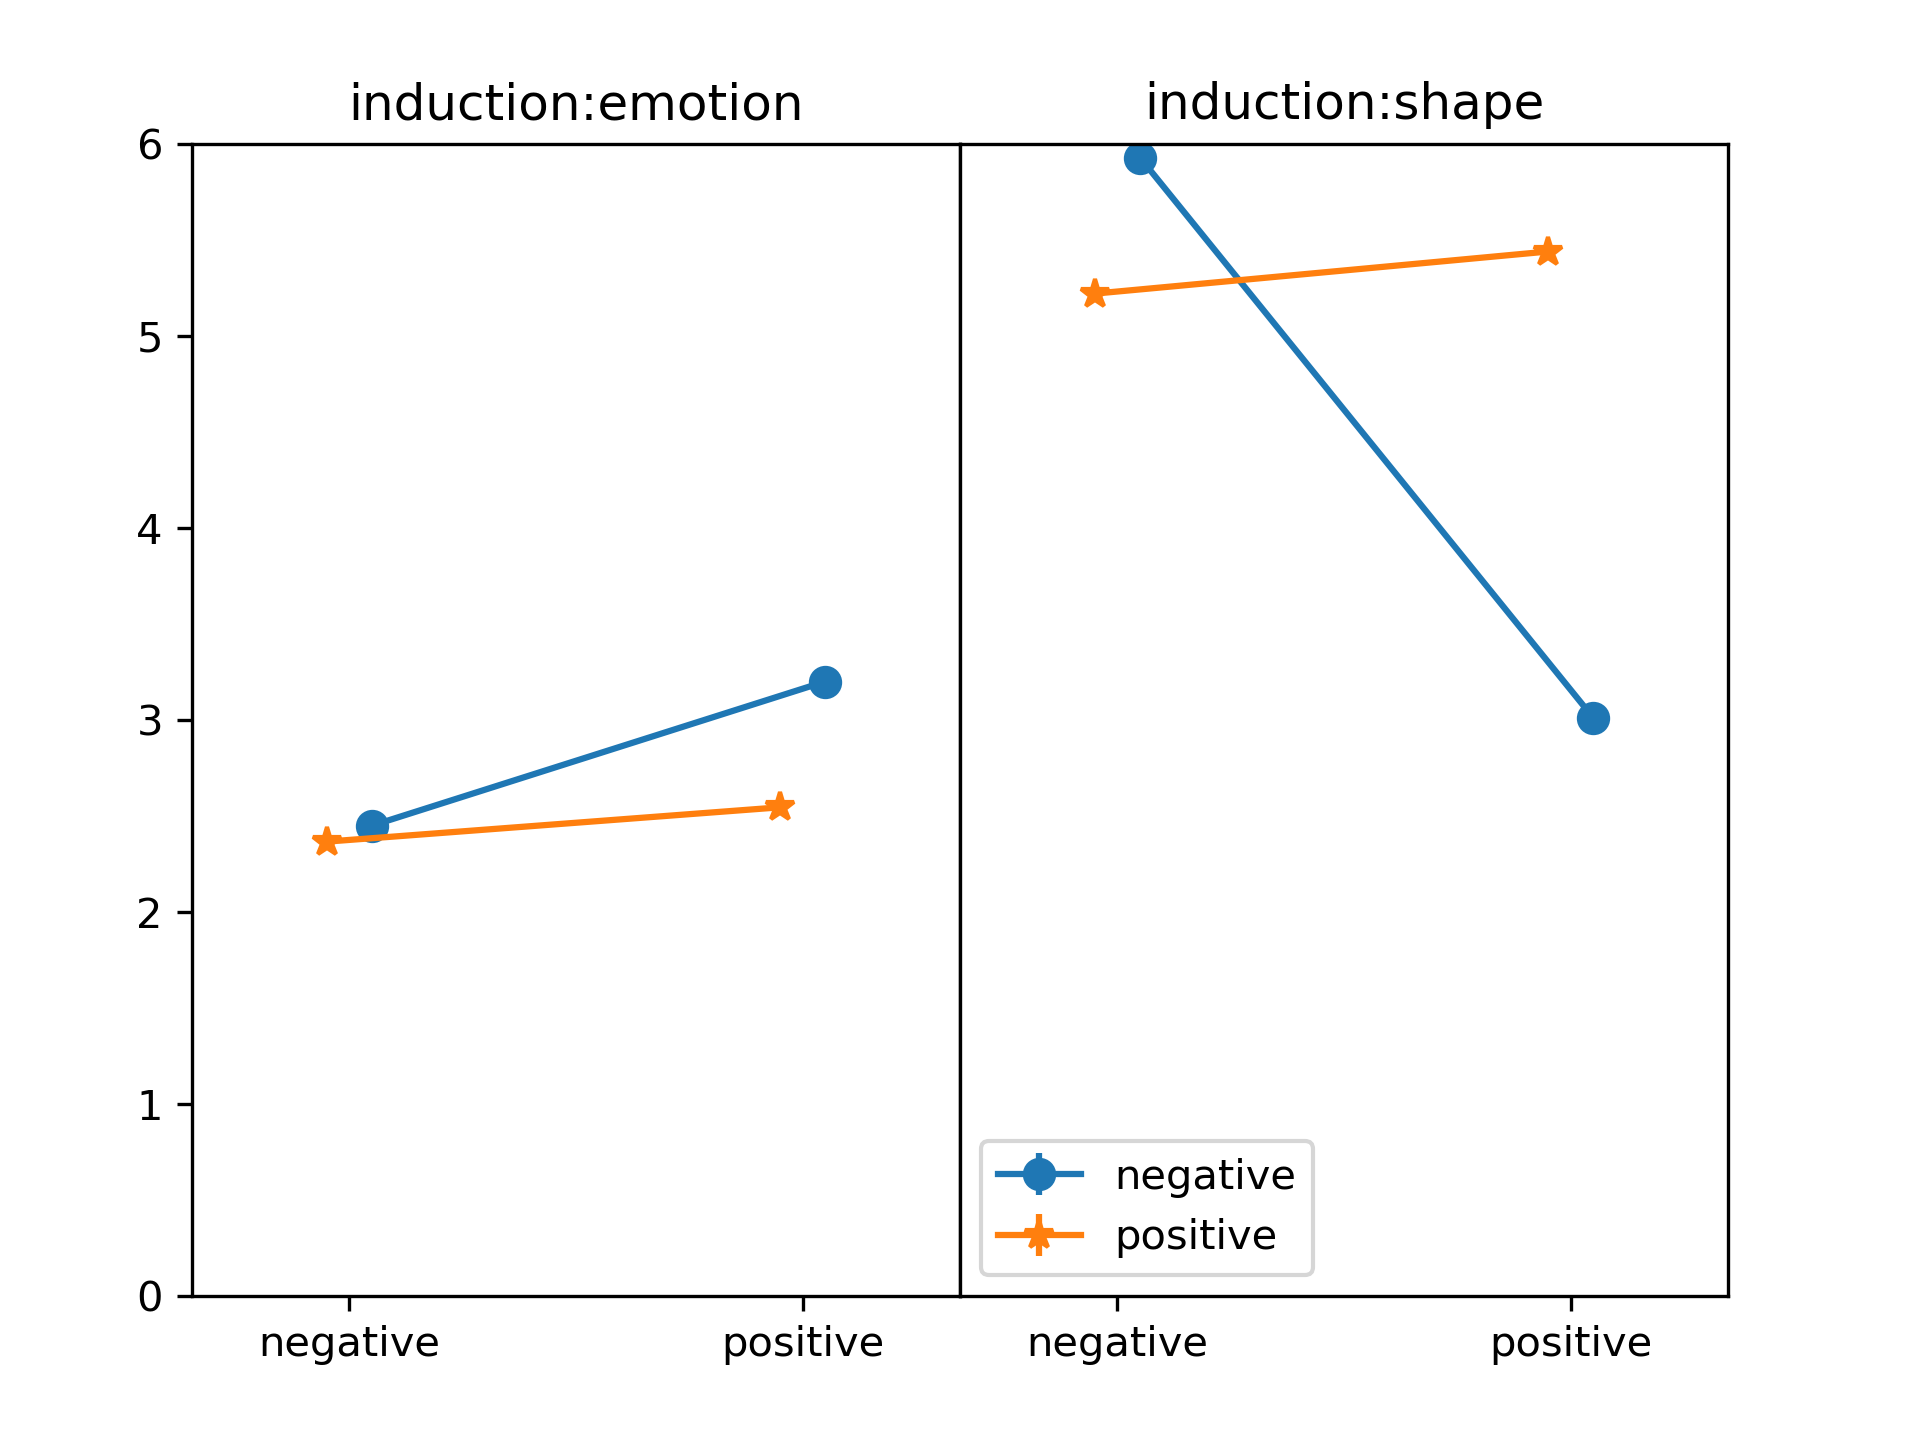 induction:emotion
induction:shape
6
5
4
3
2
1
0
negative
positive
negative
positive
negative
positive